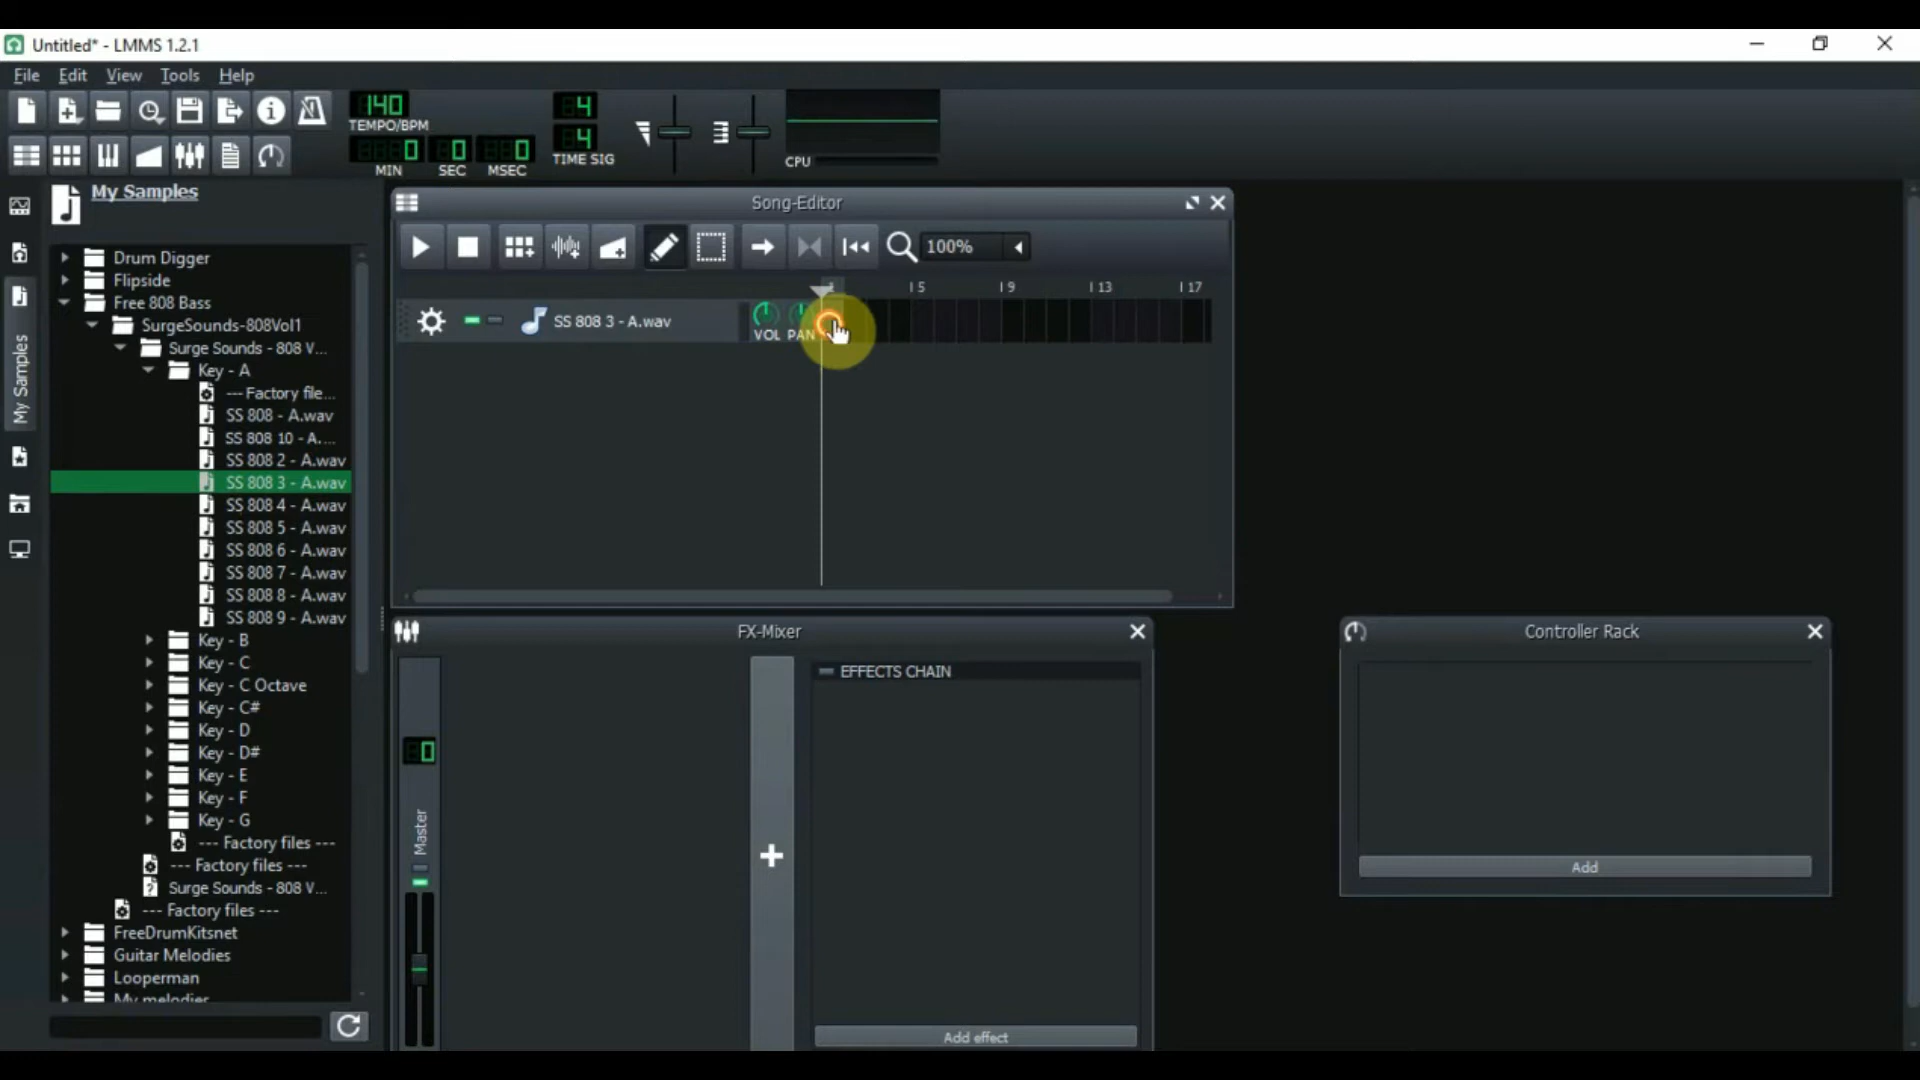 Untitled* - LMMS 1.2.1
File Edit View Tools Help
140
TEMPO/BPM
0 0 0
MIN SEC MSEC
4
4
TIME SIG
CPU
My Samples
My Samples
Drum Digger
Flipside
Free 808 Bass
SurgeSounds-808Vol1
Surge Sounds - 808 V...
Key - A
--- Factory file...
SS 808 - A.wav
SS 808 10 - A....
SS 808 2 - A.wav
SS 808 3 - A.wav
SS 808 4 - A.wav
SS 808 5 - A.wav
SS 808 6 - A.wav
SS 808 7 - A.wav
SS 808 8 - A.wav
SS 808 9 - A.wav
Key - B
Key - C
Key - C Octave
Key - C#
Key - D
Key - D#
Key - E
Key - F
Key - G
--- Factory files ---
--- Factory files ---
Surge Sounds - 808 V...
--- Factory files ---
FreeDrumKitsnet
Guitar Melodies
Looperman
My melodies
Song-Editor
100%
5 9 13 17
SS 808 3 - A.wav
VOL PAN
FX-Mixer
0
Master
EFFECTS CHAIN
Add effect
Controller Rack
Add